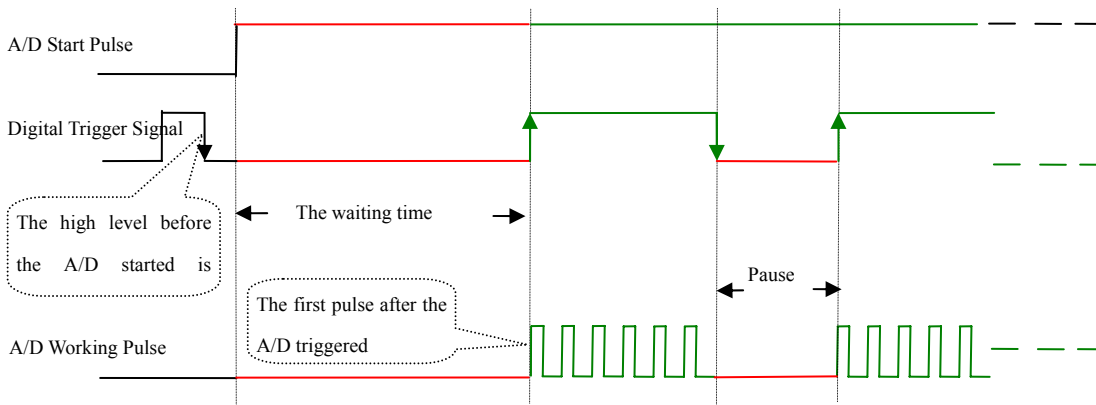 A/D Start Pulse
Digital Trigger Signal
The high level before
the A/D started is
The waiting time
Pause
The first pulse after the
A/D triggered
A/D Working Pulse